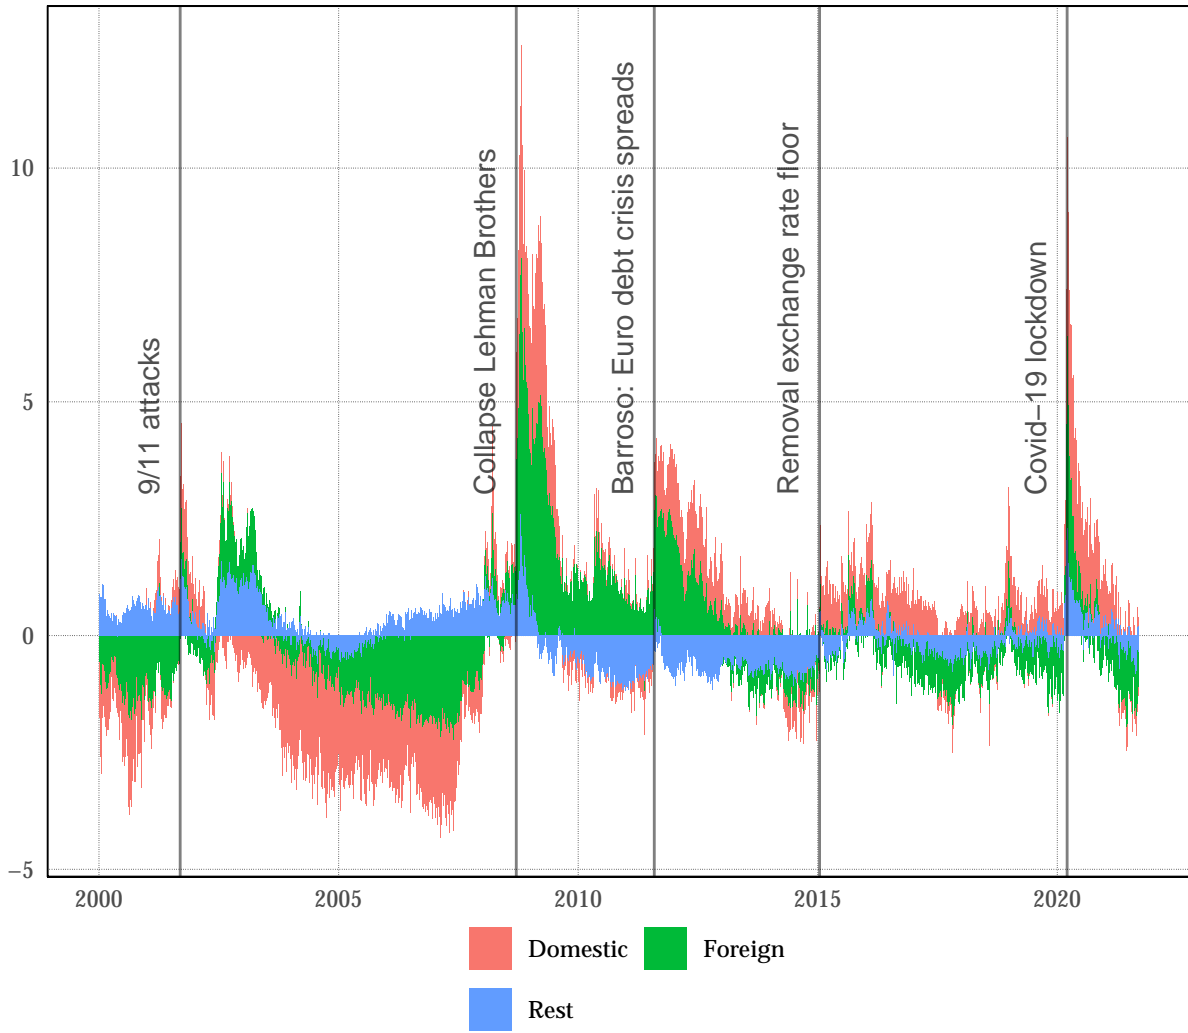 10
5
0
−5
9/11 attacks
Collapse Lehman Brothers
Barroso: Euro debt crisis spreads
Removal exchange rate floor
Covid−19 lockdown
2000
2005
2010
2015
2020
Domestic
Foreign
Rest